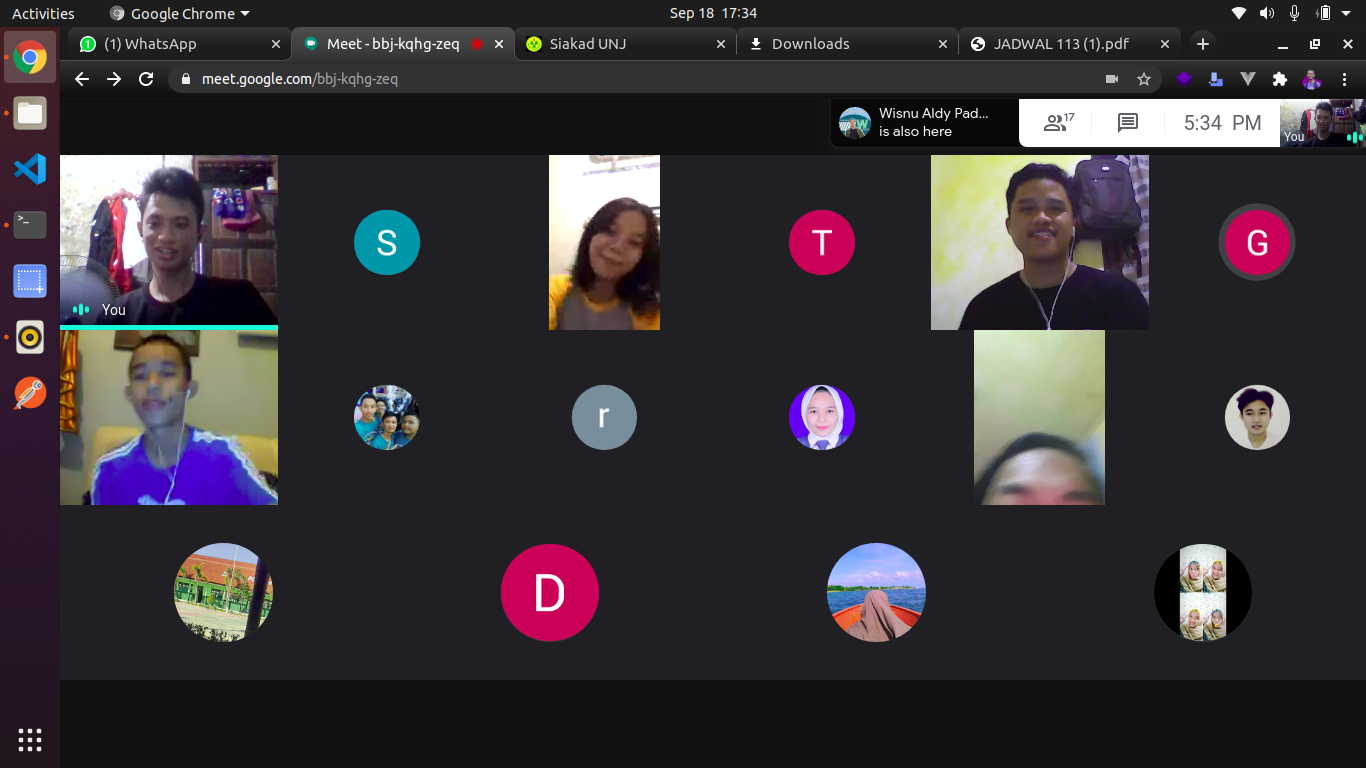 Activities
Google Chrome
Sep 18 17:34
(1) WhatsApp
Meet - bbj-kqhg-zeq
Siakad UNJ
Downloads
JADWAL 113 (1).pdf
meet.google.com/bbj-kqhg-zeq
Wisnu Aldy Pad...
is also here
17
5:34 PM
You
S
T
G
You
r
D